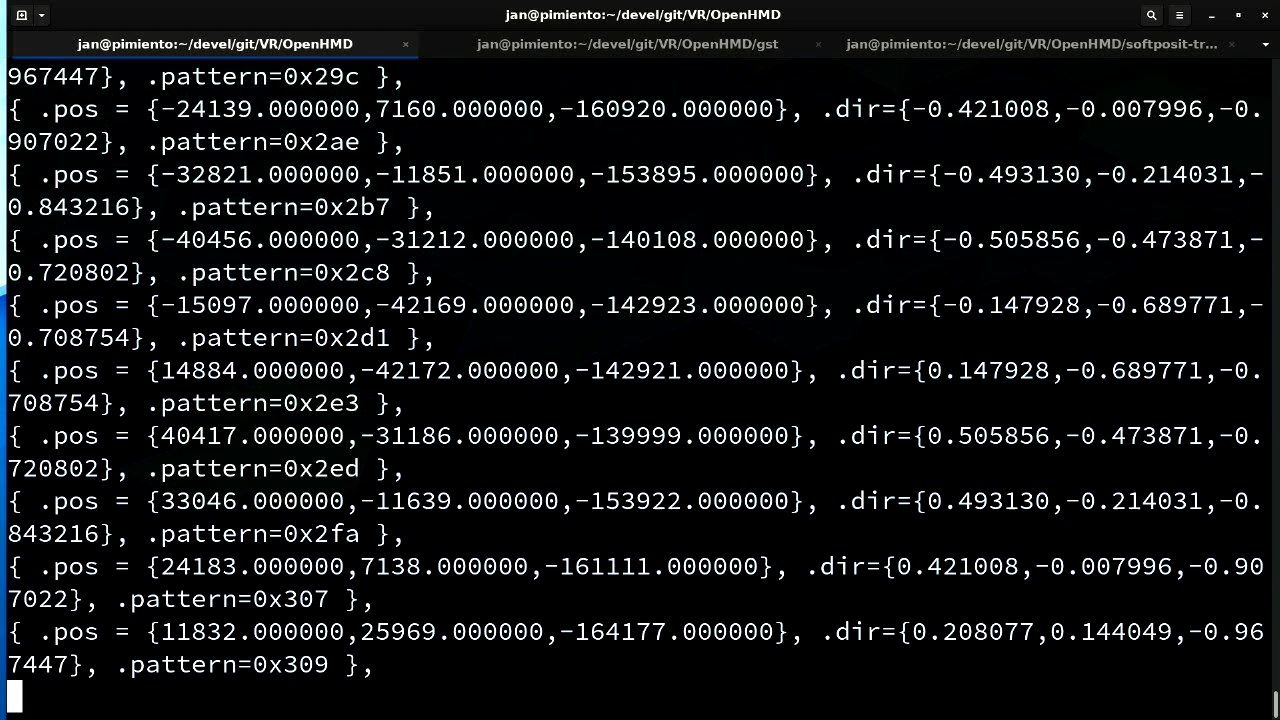 jan@pimiento:~/devel/git/VR/OpenHMD
jan@pimiento:~/devel/git/VR/OpenHMD × jan@pimiento:~/devel/git/VR/OpenHMD/gst × jan@pimiento:~/devel/git/VR/OpenHMD/softposit-tr... ×
967447}, .pattern=0x29c },
{ .pos = {-24139.000000,7160.000000,-160920.000000}, .dir={-0.421008,-0.007996,-0.
907022}, .pattern=0x2ae },
{ .pos = {-32821.000000,-11851.000000,-153895.000000}, .dir={-0.493130,-0.214031,-
0.843216}, .pattern=0x2b7 },
{ .pos = {-40456.000000,-31212.000000,-140108.000000}, .dir={-0.505856,-0.473871,-
0.720802}, .pattern=0x2c8 },
{ .pos = {-15097.000000,-42169.000000,-142923.000000}, .dir={-0.147928,-0.689771,-
0.708754}, .pattern=0x2d1 },
{ .pos = {14884.000000,-42172.000000,-142921.000000}, .dir={0.147928,-0.689771,-0.
708754}, .pattern=0x2e3 },
{ .pos = {40417.000000,-31186.000000,-139999.000000}, .dir={0.505856,-0.473871,-0.
720802}, .pattern=0x2ed },
{ .pos = {33046.000000,-11639.000000,-153922.000000}, .dir={0.493130,-0.214031,-0.
843216}, .pattern=0x2fa },
{ .pos = {24183.000000,7138.000000,-161111.000000}, .dir={0.421008,-0.007996,-0.90
7022}, .pattern=0x307 },
{ .pos = {11832.000000,25969.000000,-164177.000000}, .dir={0.208077,0.144049,-0.96
7447}, .pattern=0x309 },